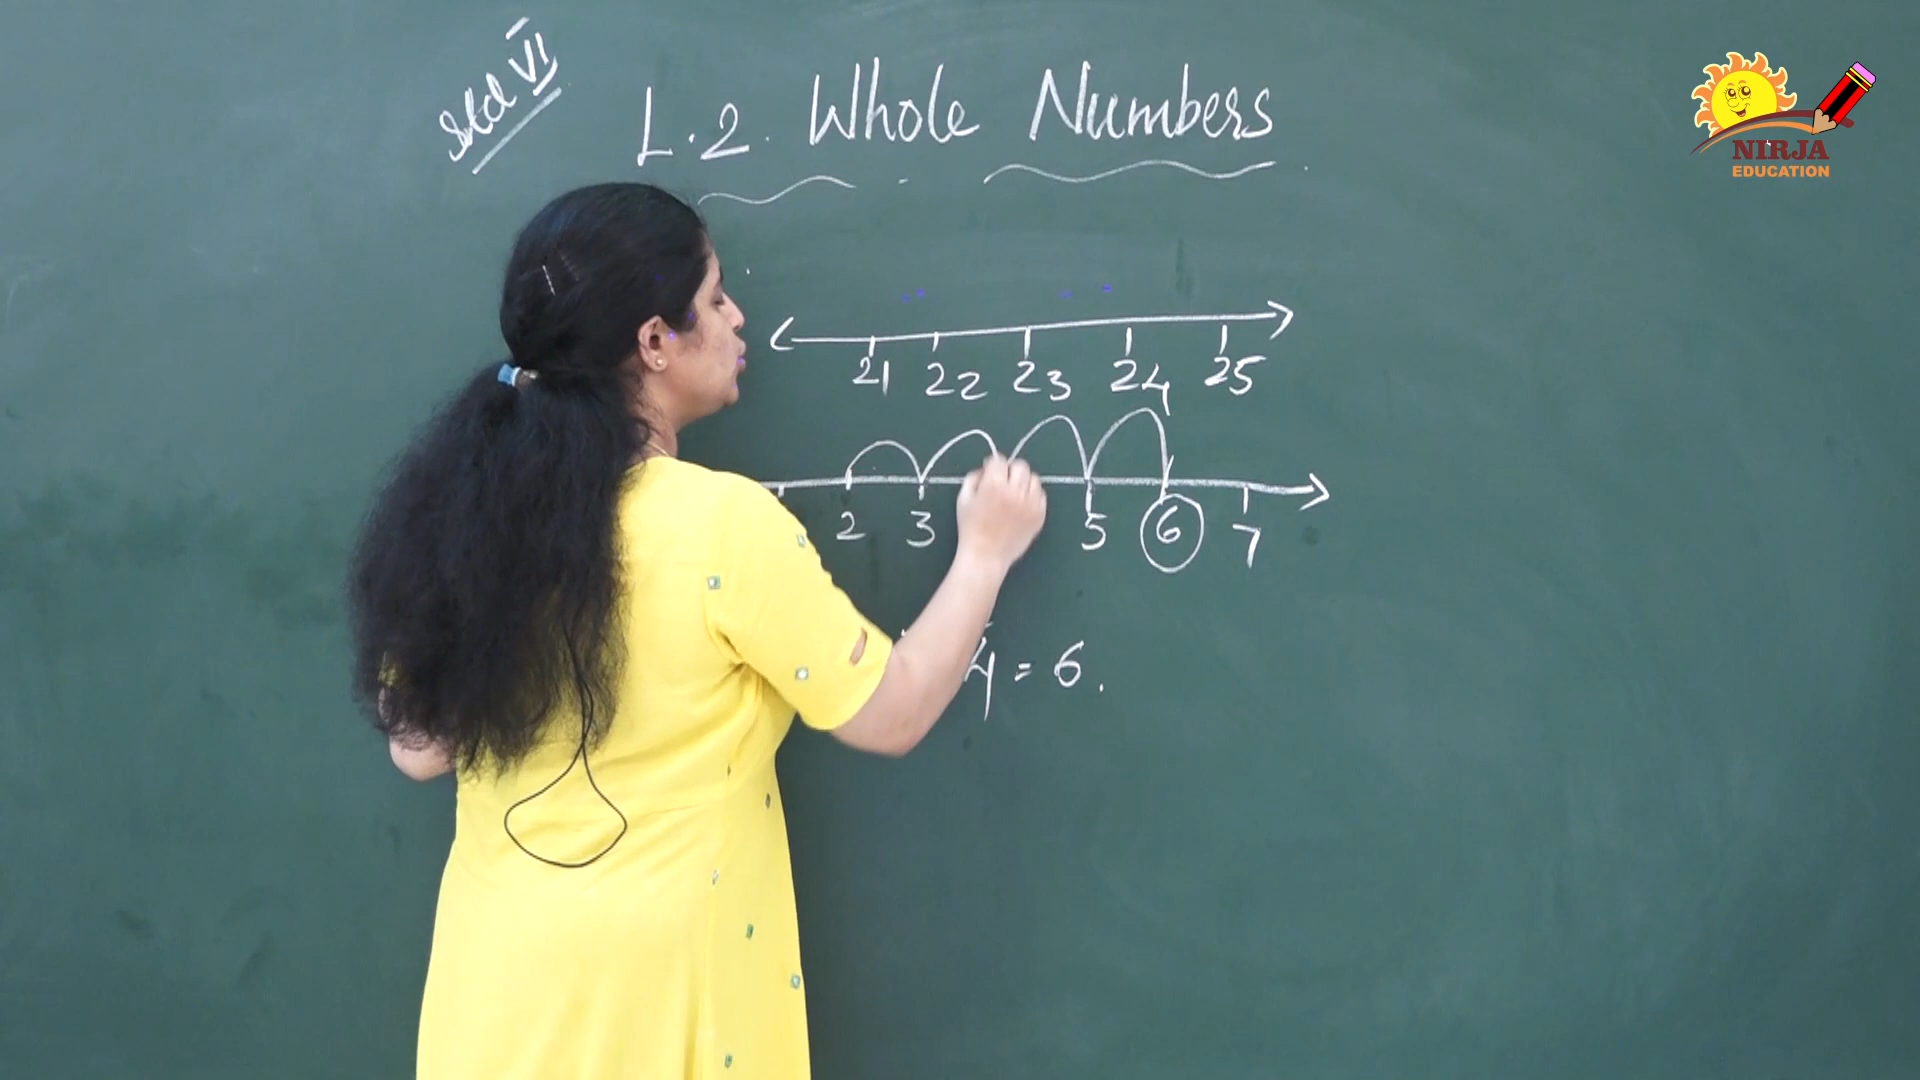 Std VI
L.2. Whole Numbers
NIRJA
EDUCATION
21 22 23 24 25
2 3 5 6 7
4 = 6.